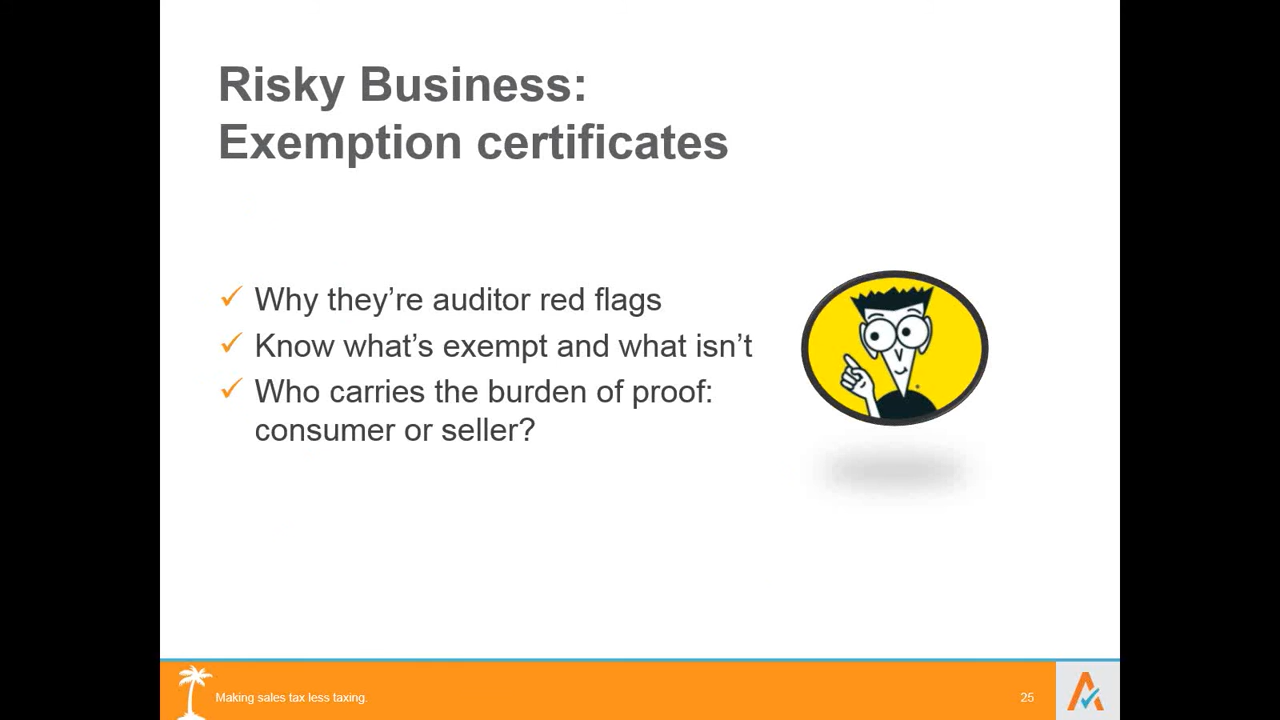 Risky Business:
Exemption certificates
✓ Why they’re auditor red flags
✓ Know what’s exempt and what isn’t
✓ Who carries the burden of proof:
consumer or seller?
Making sales tax less taxing.
25